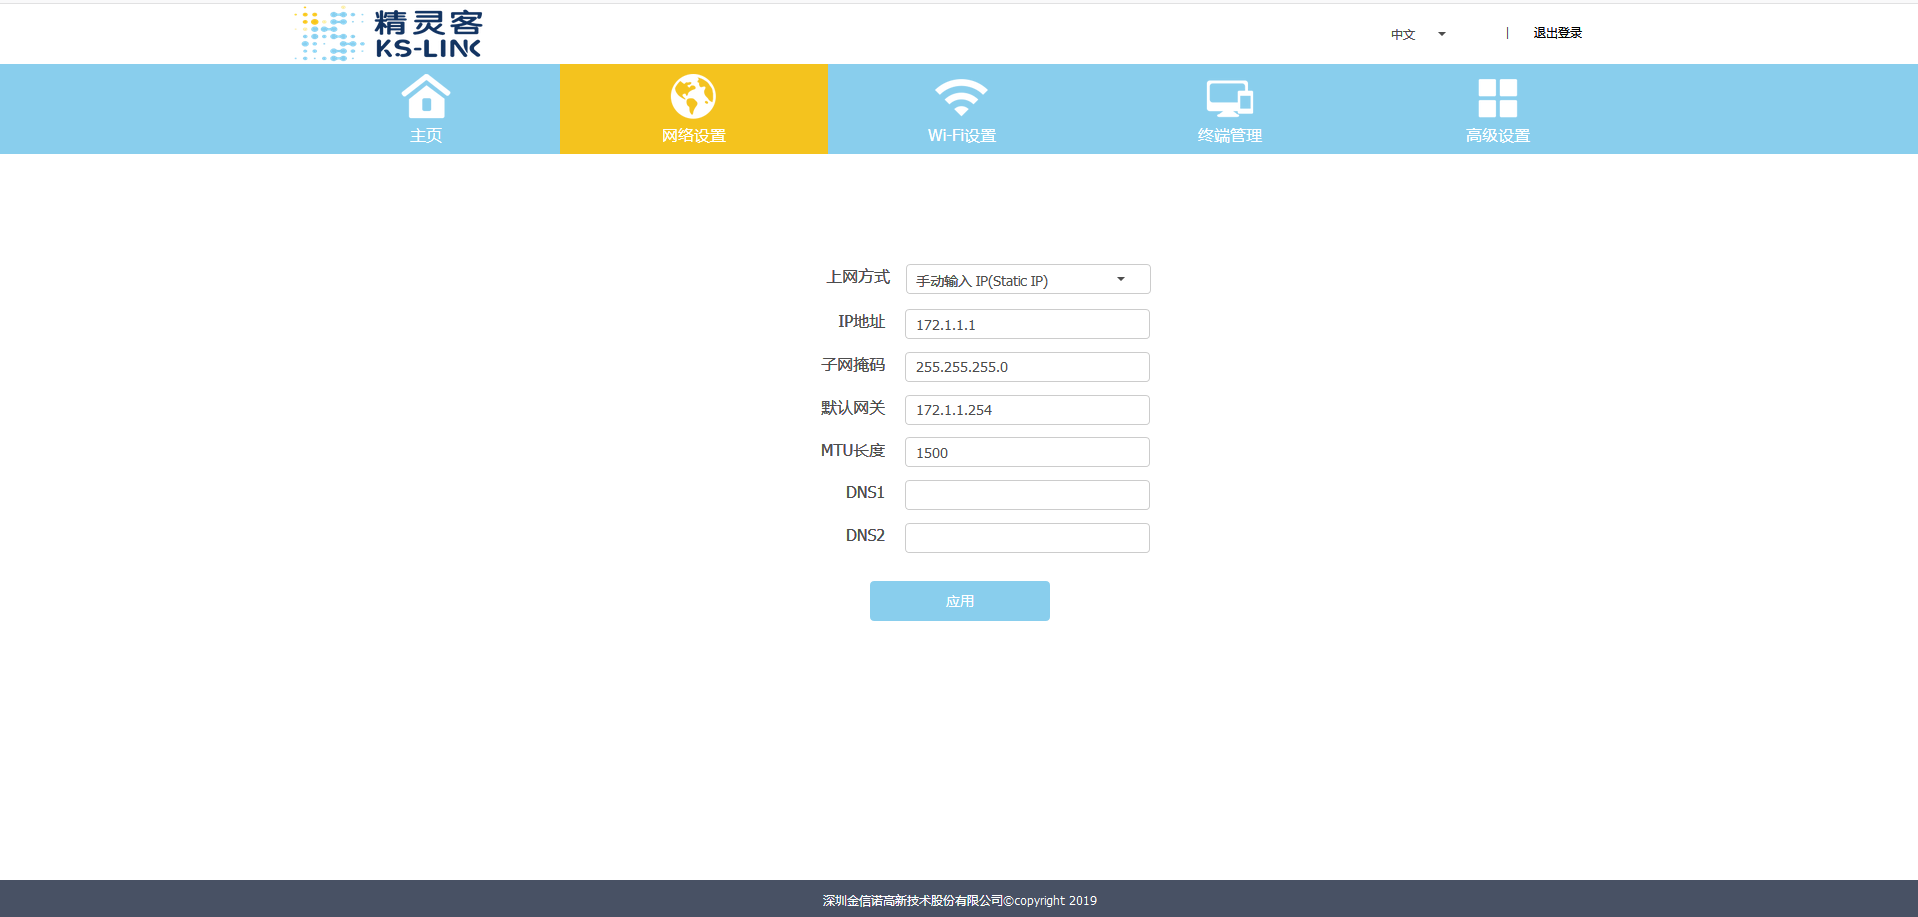 精灵客
KS-LINK
中文
|
退出登录
主页
网络设置
Wi-Fi设置
终端管理
高级设置
上网方式 手动输入 IP(Static IP)
IP地址 172.1.1.1
子网掩码 255.255.255.0
默认网关 172.1.1.254
MTU长度 1500
DNS1
DNS2
应用
深圳金信诺高新技术股份有限公司©copyright 2019